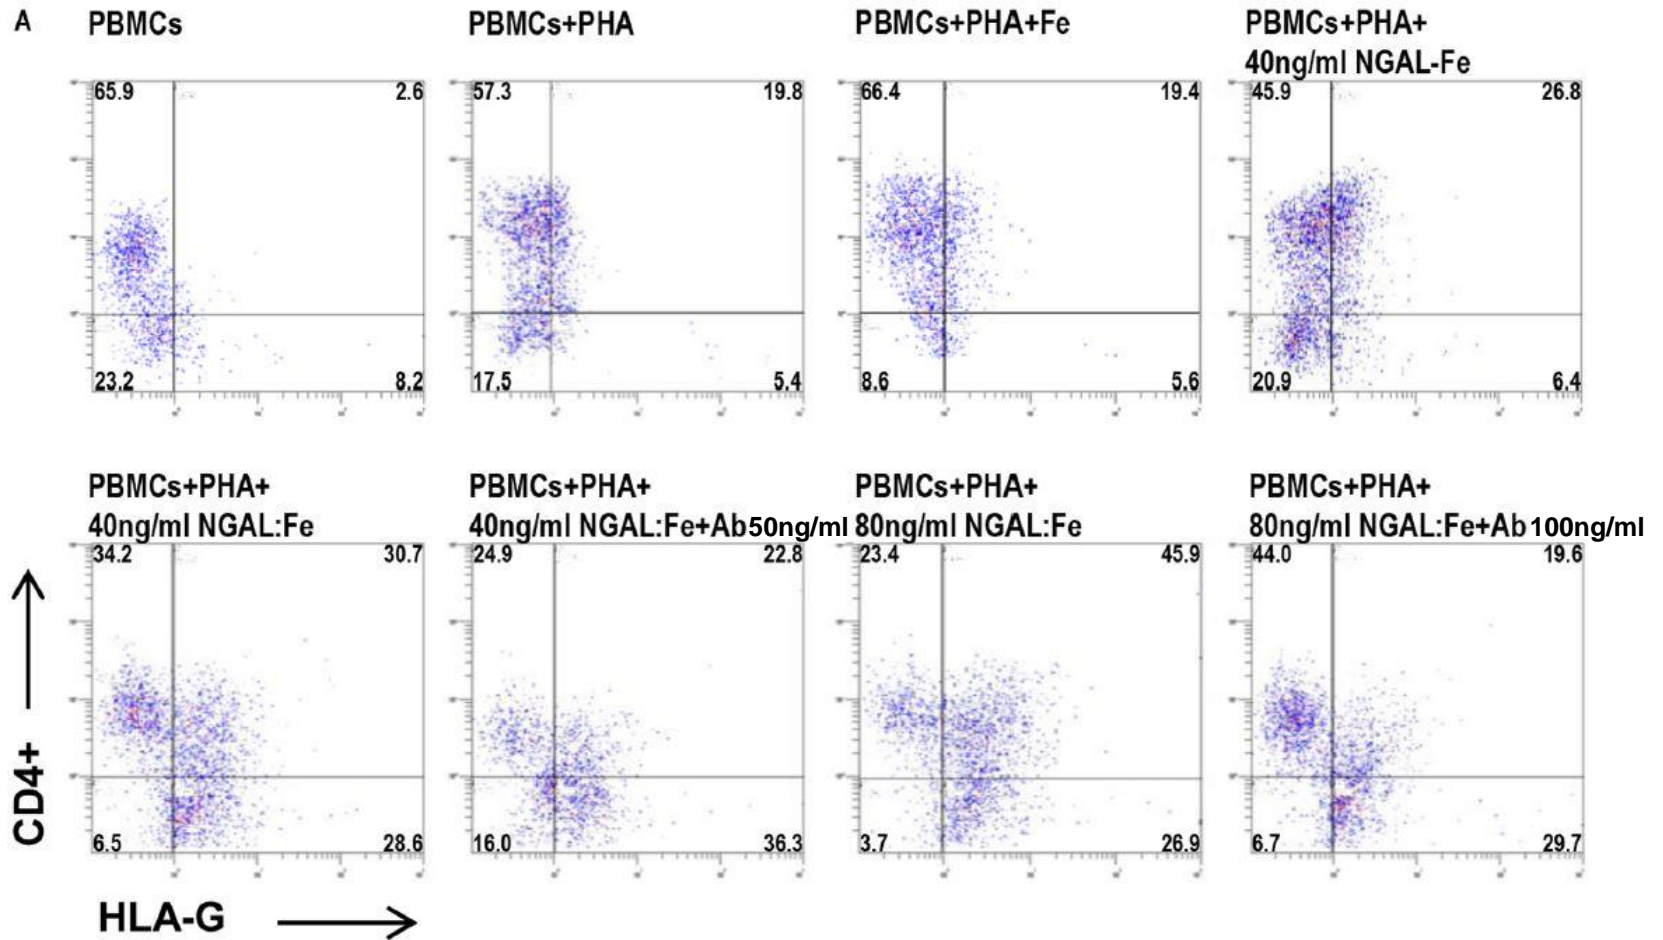 A
PBMCs
65.9 2.6
23.2 8.2
PBMCs+PHA
57.3 19.8
17.5 5.4
PBMCs+PHA+Fe
66.4 19.4
8.6 5.6
PBMCs+PHA+
40ng/ml NGAL-Fe
45.9 26.8
20.9 6.4
PBMCs+PHA+
40ng/ml NGAL:Fe
34.2 30.7
6.5 28.6
PBMCs+PHA+
40ng/ml NGAL:Fe+Ab50ng/ml
24.9 22.8
16.0 36.3
PBMCs+PHA+
80ng/ml NGAL:Fe
23.4 45.9
3.7 26.9
PBMCs+PHA+
80ng/ml NGAL:Fe+Ab 100ng/ml
44.0 19.6
6.7 29.7
CD4+
HLA-G